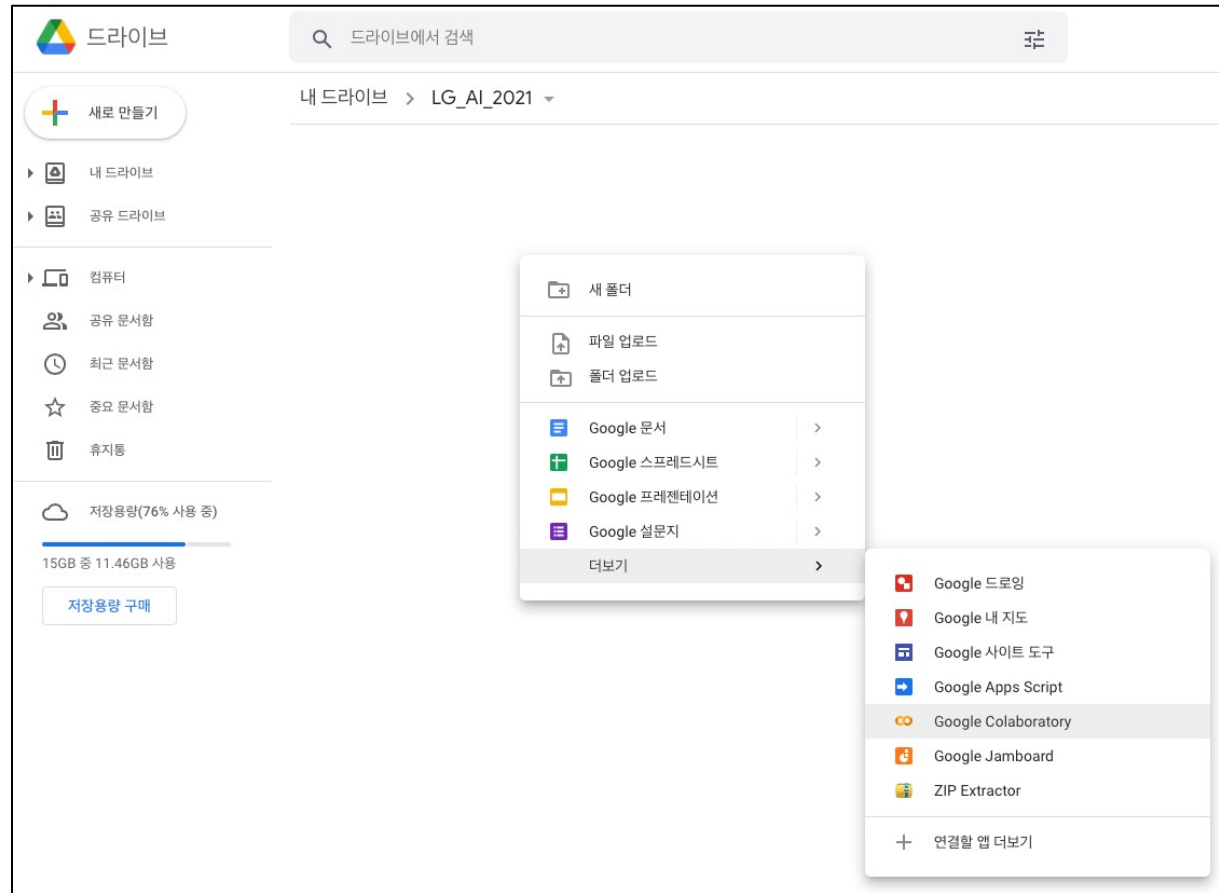 드라이브
드라이브에서 검색
새로 만들기
내 드라이브 > LG_AI_2021
내 드라이브
공유 드라이브
컴퓨터
공유 문서함
최근 문서함
중요 문서함
휴지통
저장용량(76% 사용 중)
15GB 중 11.46GB 사용
저장용량 구매
새 폴더
파일 업로드
폴더 업로드
Google 문서
Google 스프레드시트
Google 프레젠테이션
Google 설문지
더보기
Google 드로잉
Google 내 지도
Google 사이트 도구
Google Apps Script
Google Colaboratory
Google Jamboard
ZIP Extractor
연결할 앱 더보기